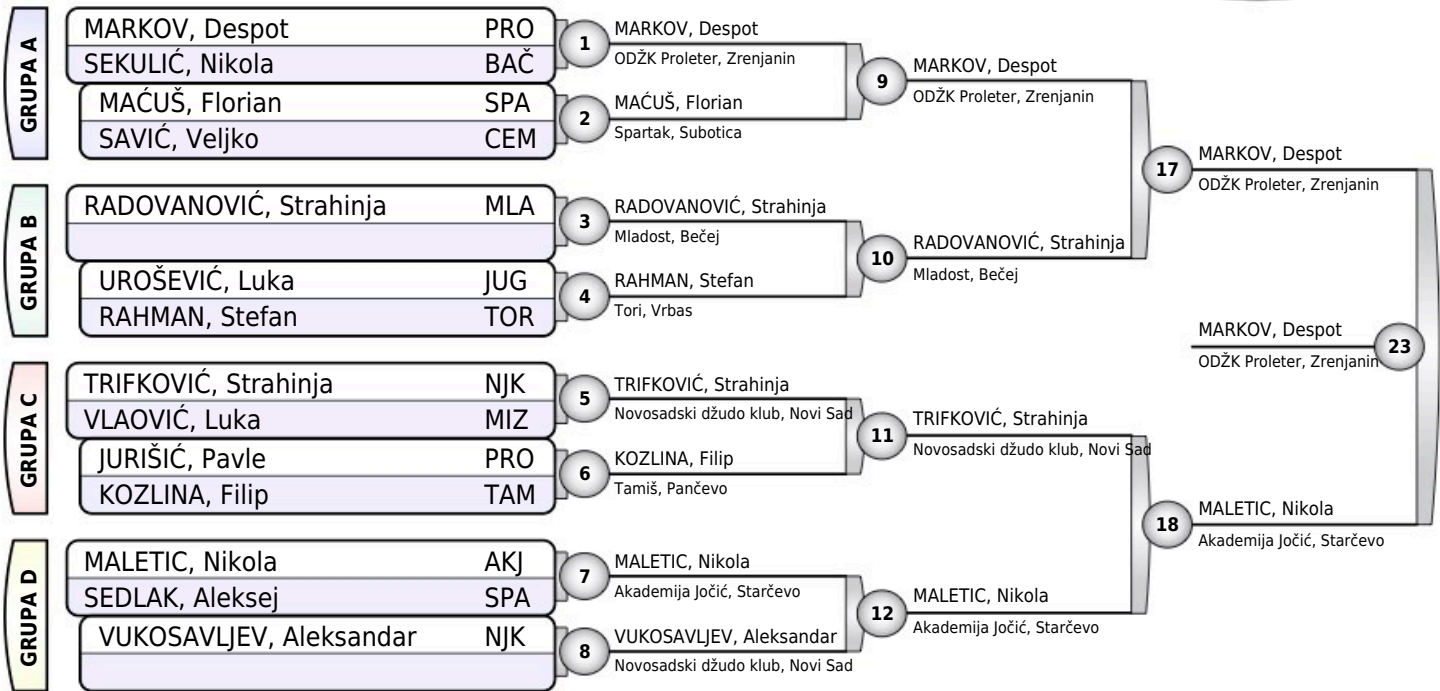 GRUPA A
MARKOV, Despot PRO
SEKULIĆ, Nikola BAČ
MAĆUŠ, Florian SPA
SAVIĆ, Veljko CEM
1
MARKOV, Despot
ODŽK Proleter, Zrenjanin
2
MAĆUŠ, Florian
Spartak, Subotica
9
MARKOV, Despot
ODŽK Proleter, Zrenjanin
GRUPA B
RADOVANOVIĆ, Strahinja MLA
UROŠEVIĆ, Luka JUG
RAHMAN, Stefan TOR
3
RADOVANOVIĆ, Strahinja
Mladost, Bečej
4
RAHMAN, Stefan
Tori, Vrbas
10
RADOVANOVIĆ, Strahinja
Mladost, Bečej
17
MARKOV, Despot
ODŽK Proleter, Zrenjanin
GRUPA C
TRIFKOVIĆ, Strahinja NJK
VLAOVIĆ, Luka MIZ
JURIŠIĆ, Pavle PRO
KOZLINA, Filip TAM
5
TRIFKOVIĆ, Strahinja
Novosadski džudo klub, Novi Sad
6
KOZLINA, Filip
Tamiš, Pančevo
11
TRIFKOVIĆ, Strahinja
Novosadski džudo klub, Novi Sad
GRUPA D
MALETIC, Nikola AKJ
SEDLAK, Aleksej SPA
VUKOSAVLJEV, Aleksandar NJK
7
MALETIC, Nikola
Akademija Jočić, Starčevo
8
VUKOSAVLJEV, Aleksandar
Novosadski džudo klub, Novi Sad
12
MALETIC, Nikola
Akademija Jočić, Starčevo
18
MALETIC, Nikola
Akademija Jočić, Starčevo
MARKOV, Despot
ODŽK Proleter, Zrenjanin
23